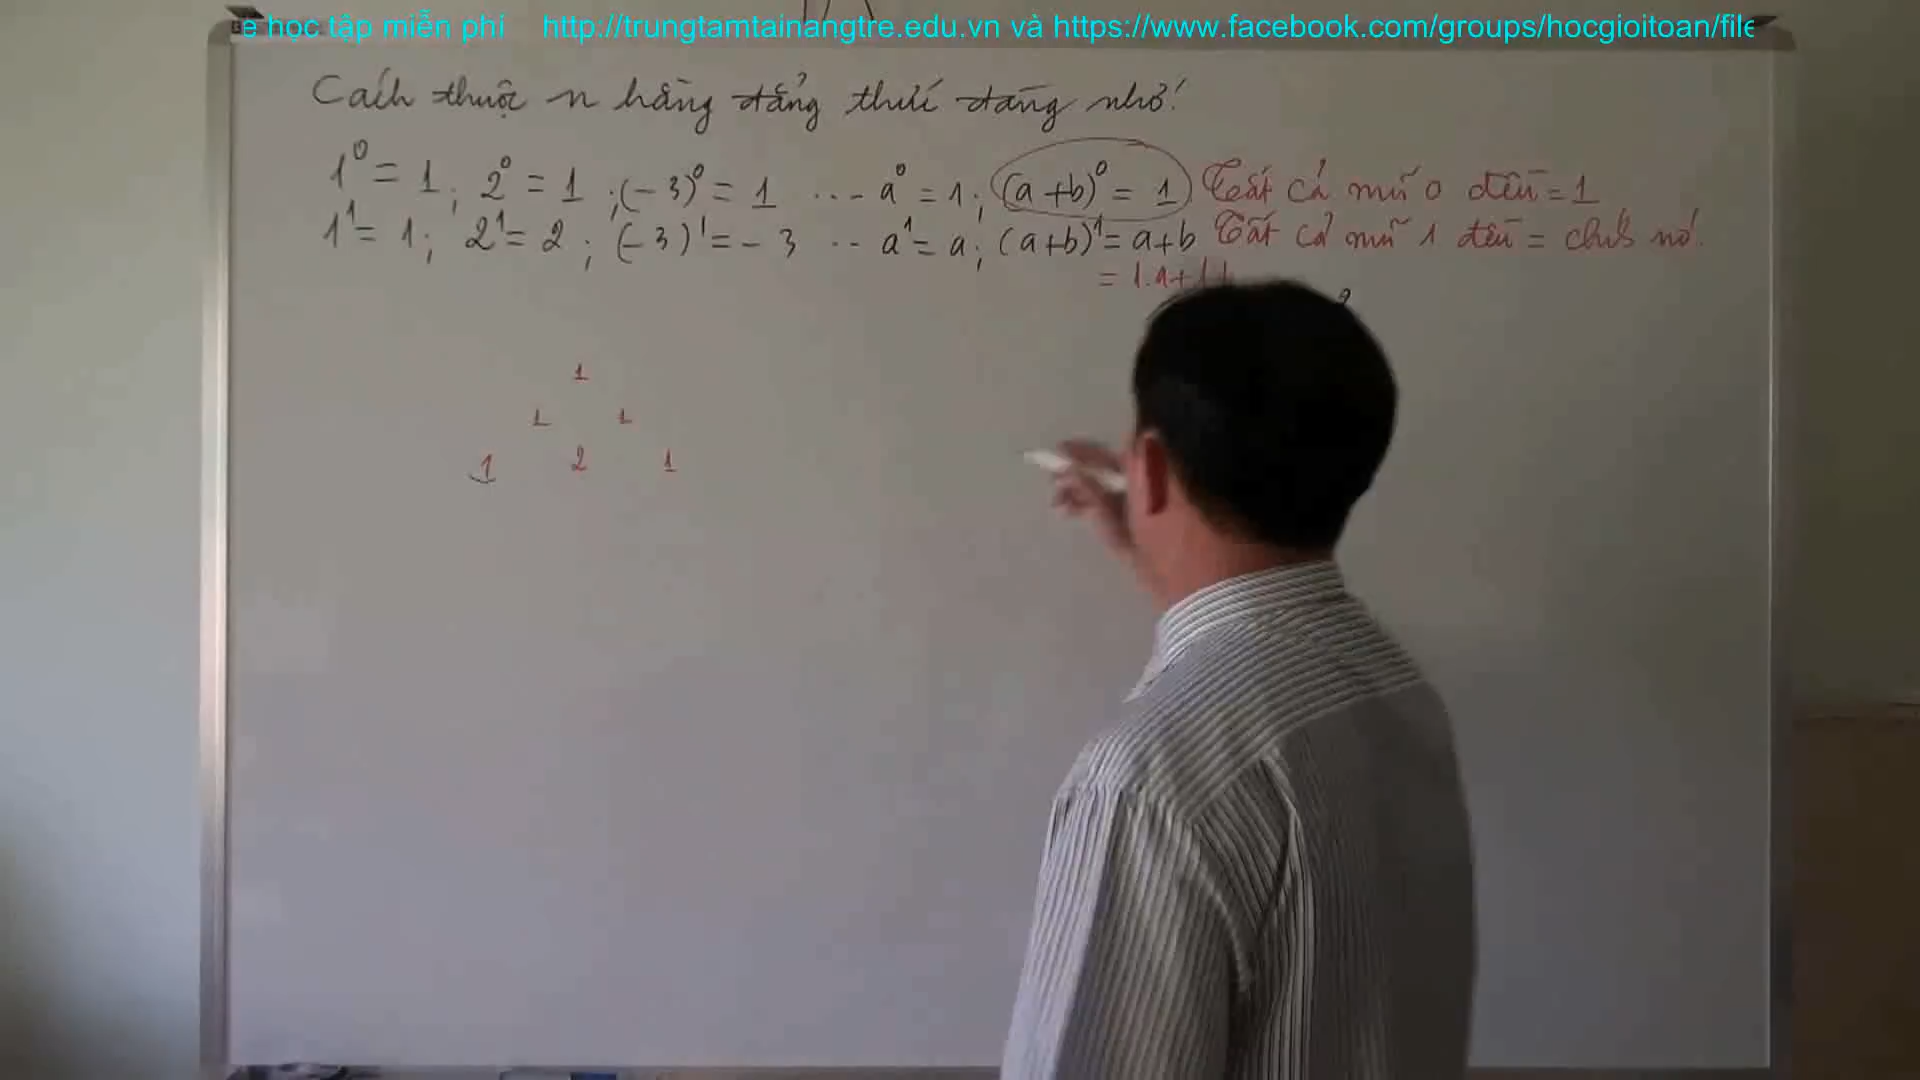 e học tập miễn phí http://trungtamtainangtre.edu.vn và https://www.facebook.com/groups/hocgioitoan/file
Cách thuộc n hằng đẳng thức đáng nhớ!
1⁰ = 1 ; 2⁰ = 1 ; (-3)⁰ = 1 ... a⁰ = 1 ; (a+b)⁰ = 1 Tất cả mũ 0 đều = 1
1¹ = 1 ; 2¹ = 2 ; (-3)¹ = -3 .. a¹ = a ; (a+b)¹ = a+b Tất cả mũ 1 đều = chính nó.
= 1.a+1
2
1
1 1
1 2 1